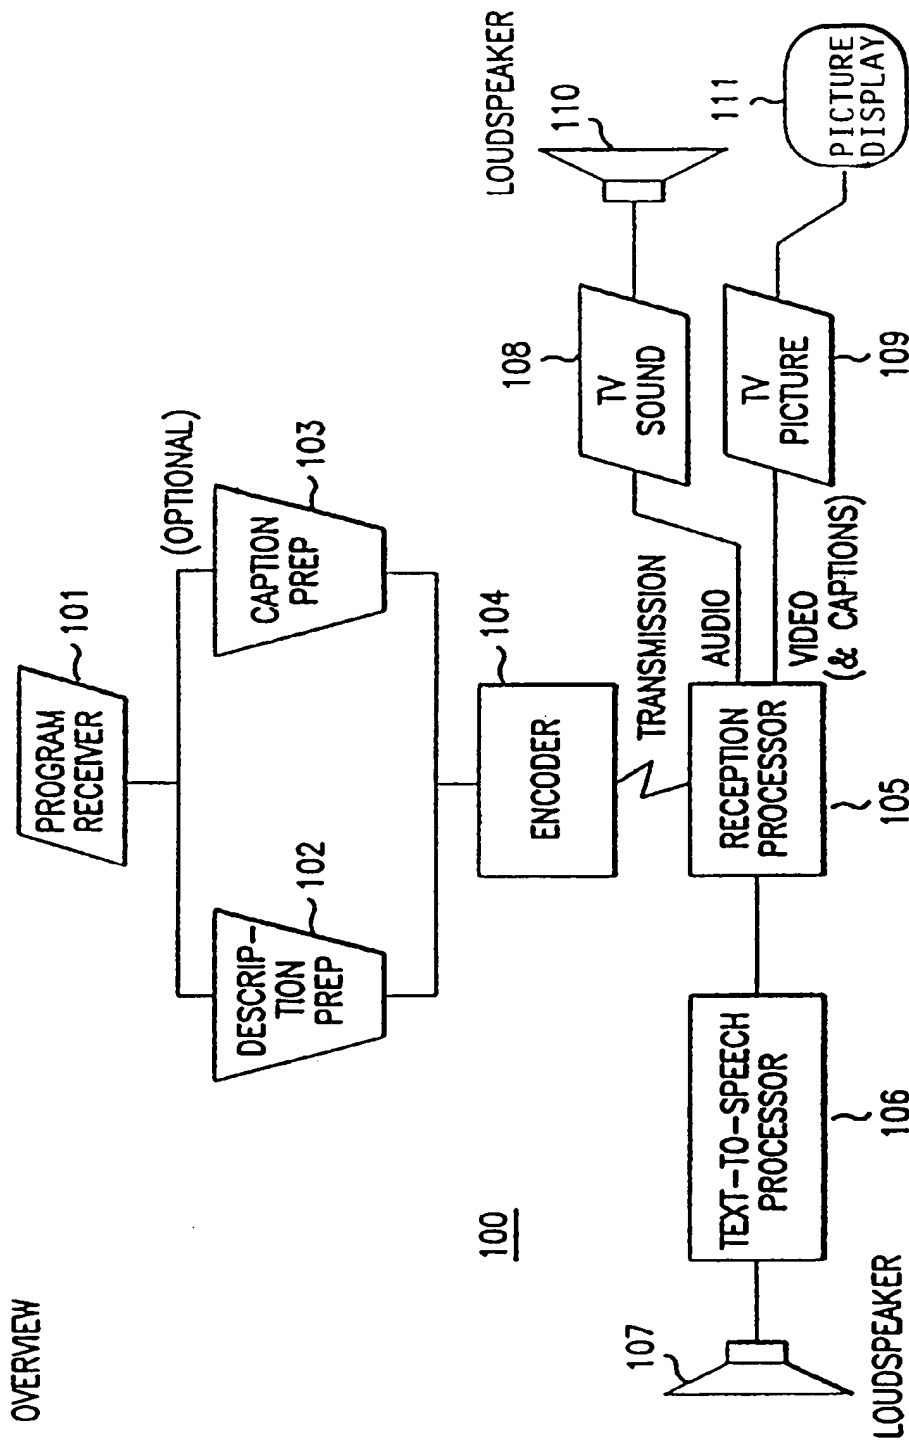 OVERVIEW
PROGRAM
RECEIVER
101
(OPTIONAL)
DESCRIP-
TION
PREP
102
CAPTION
PREP
103
104
ENCODER
100
TRANSMISSION
TEXT-TO-SPEECH
PROCESSOR
106
RECEPTION
PROCESSOR
105
AUDIO
VIDEO
(& CAPTIONS)
107
LOUDSPEAKER
108
TV
SOUND
TV
PICTURE
109
LOUDSPEAKER
110
111
PICTURE
DISPLAY